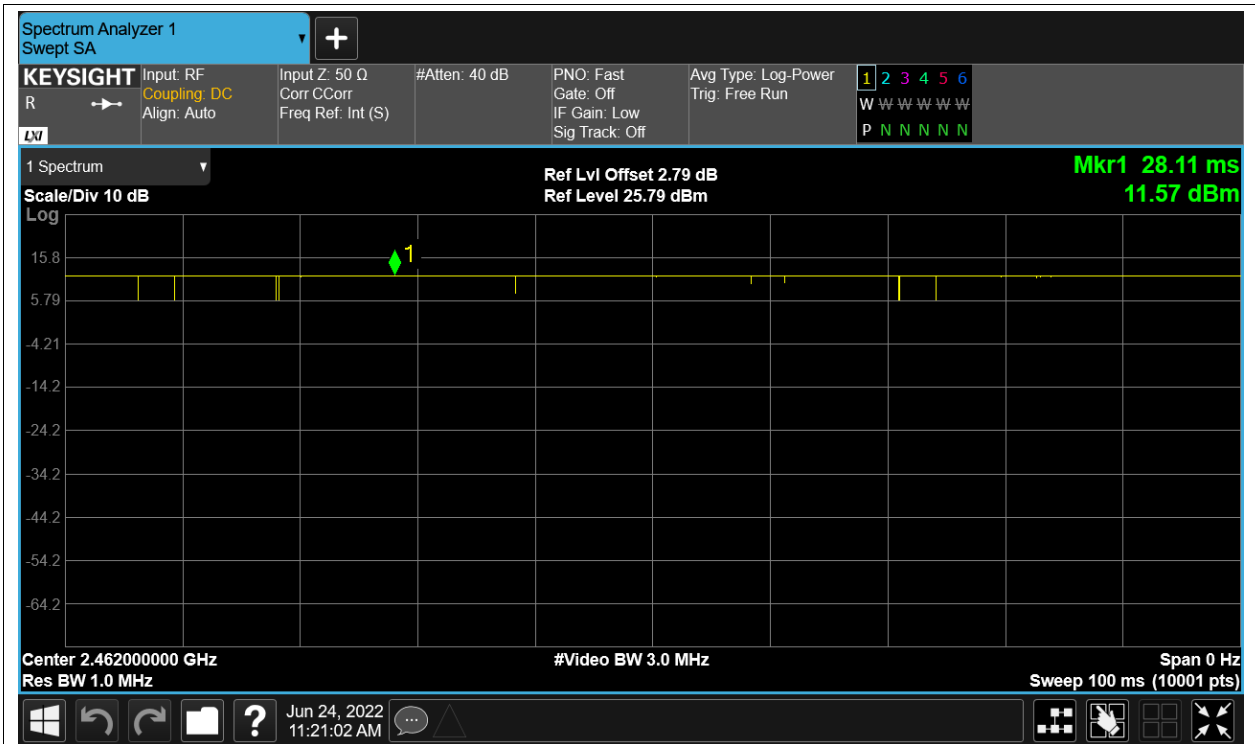 Spectrum Analyzer 1
Swept SA
KEYSIGHT
R
LXI
Input: RF
Coupling: DC
Align: Auto
Input Z: 50 Ω
Corr CCorr
Freq Ref: Int (S)
#Atten: 40 dB
PNO: Fast
Gate: Off
IF Gain: Low
Sig Track: Off
Avg Type: Log-Power
Trig: Free Run
1 2 3 4 5 6
W W W W W W
P N N N N N
1 Spectrum
Scale/Div 10 dB
Ref Lvl Offset 2.79 dB
Ref Level 25.79 dBm
Mkr1 28.11 ms
11.57 dBm
Log
1
15.8
5.79
-4.21
-14.2
-24.2
-34.2
-44.2
-54.2
-64.2
Center 2.462000000 GHz
Res BW 1.0 MHz
#Video BW 3.0 MHz
Span 0 Hz
Sweep 100 ms (10001 pts)
?
Jun 24, 2022
11:21:02 AM